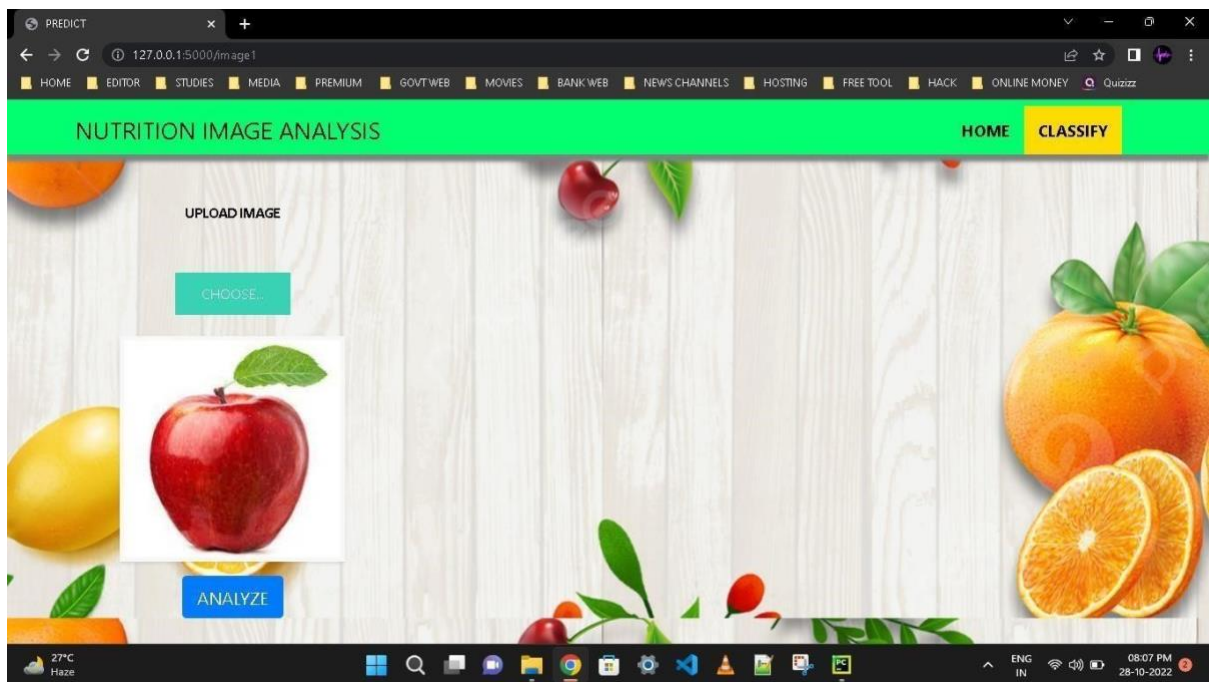 PREDICT
127.0.0.1:5000/image1
HOME EDITOR STUDIES MEDIA PREMIUM GOVT WEB MOVIES BANK WEB NEWS CHANNELS HOSTING FREE TOOL HACK ONLINE MONEY Quizizz
NUTRITION IMAGE ANALYSIS HOME CLASSIFY
UPLOAD IMAGE
CHOOSE...
ANALYZE
27°C
Haze
ENG
IN
08:07 PM
28-10-2022
2